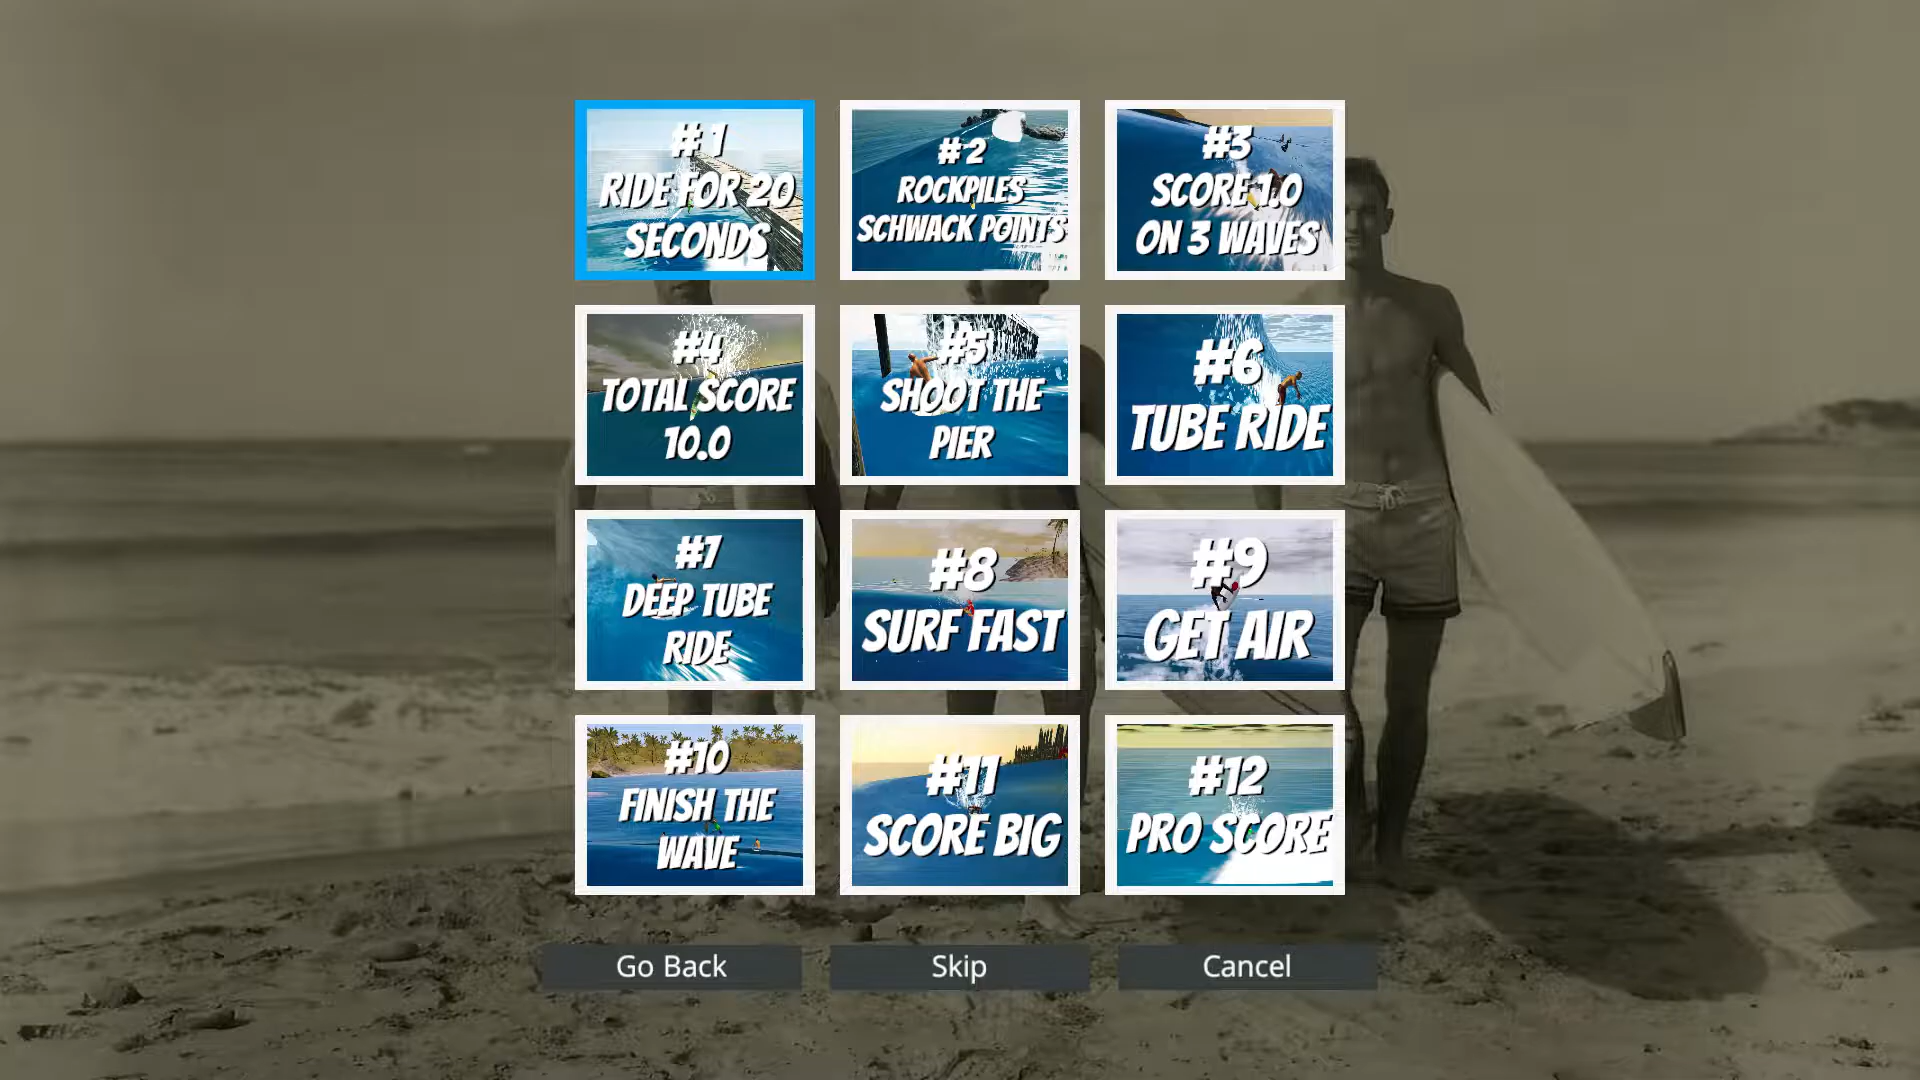 # 1
RIDE FOR 20
SECONDS
# 2
ROCKPILES
SCHWACK POINTS
#3
SCORE 1.0
ON 3 WAVES
#4
TOTAL SCORE
10.0
#5
SHOOT THE
PIER
#6
TUBE RIDE
#7
DEEP TUBE
RIDE
#8
SURF FAST
#9
GET AIR
#10
FINISH THE
WAVE
#11
SCORE BIG
#12
PRO SCORE
Go Back
Skip
Cancel